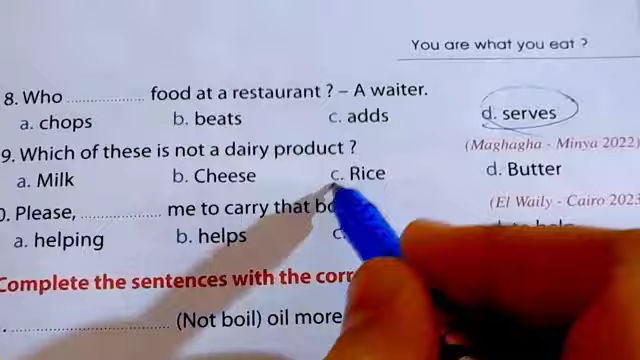 You are what you eat ?
8. Who .................... food at a restaurant ? – A waiter.
a. chops b. beats c. adds d. serves
9. Which of these is not a dairy product ? (Maghagha - Minya 2022)
a. Milk b. Cheese c. Rice d. Butter
0. Please, .................... me to carry that (El Waily - Cairo 2023
a. helping b. helps c.
Complete the sentences with the
. .................................... (Not boil) oil more